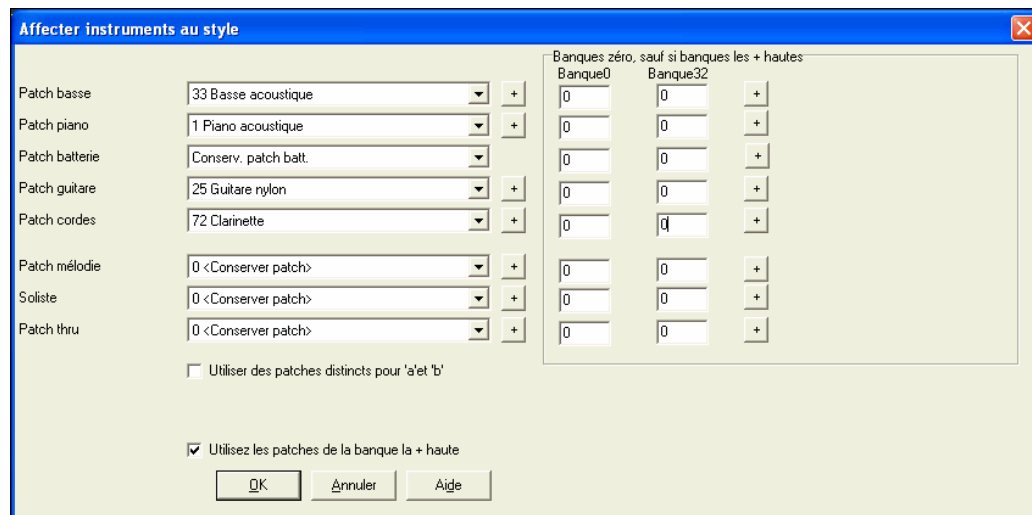 Affecter instruments au style
Banques zéro, sauf si banques les + hautes
Banque0 Banque32
Patch basse 33 Basse acoustique + 0 0 +
Patch piano 1 Piano acoustique + 0 0 +
Patch batterie Conserv. patch batt. 0 0 +
Patch guitare 25 Guitare nylon + 0 0 +
Patch cordes 72 Clarinette + 0 0 +
Patch mélodie 0 <Conserver patch> + 0 0 +
Soliste 0 <Conserver patch> + 0 0 +
Patch thru 0 <Conserver patch> + 0 0 +
Utiliser des patches distincts pour 'a'et 'b'
Utilisez les patches de la banque la + haute
OK Annuler Aide